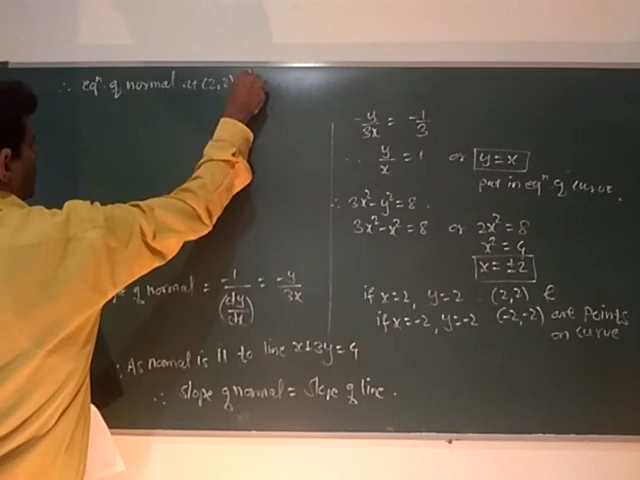 ∴ eqⁿ. of normal at (2,2)
pe of normal = -1/(dy/dx) = -y/3x
∴ As normal is || to line x+3y=4
∴ slope of normal = slope of line.
-y/3x = -1/3
∴ y/x = 1 or y=x
put in eqⁿ of curve.
∴ 3x²-y²=8.
3x²-x²=8 or 2x²=8
x²=4
x=±2
if x=2, y=2 (2,2) &
if x=-2, y=-2 (-2,-2) are points
on curve